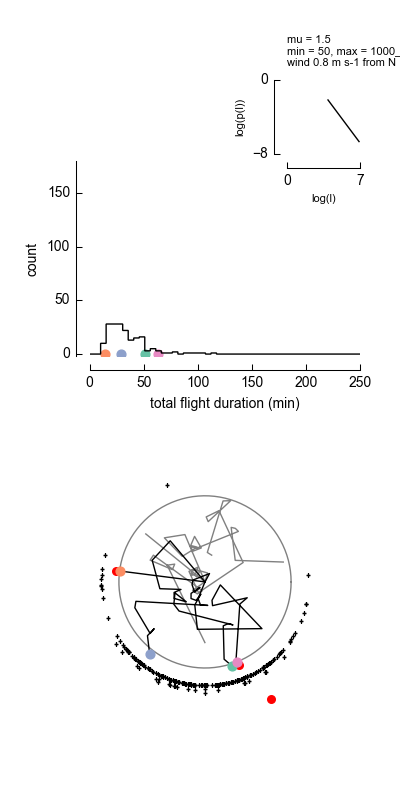 mu = 1.5
min = 50, max = 1000_
wind 0.8 m s-1 from N
0
−8
log(p(l))
0
7
log(l)
150
100
50
0
count
0
50
100
150
200
250
total flight duration (min)